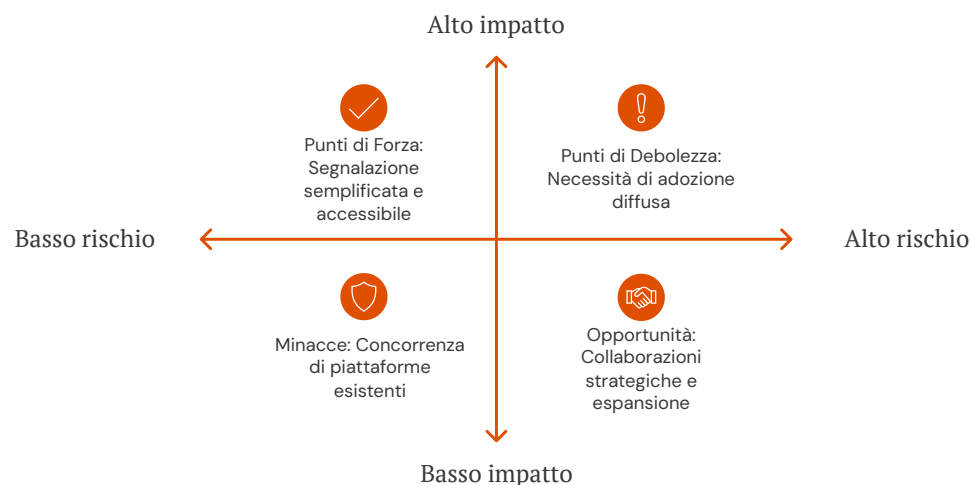 Alto impatto
Punti di Forza:
Segnalazione
semplificata e
accessibile
Punti di Debolezza:
Necessità di adozione
diffusa
Basso rischio
Alto rischio
Minacce: Concorrenza
di piattaforme
esistenti
Opportunità:
Collaborazioni
strategiche e
espansione
Basso impatto